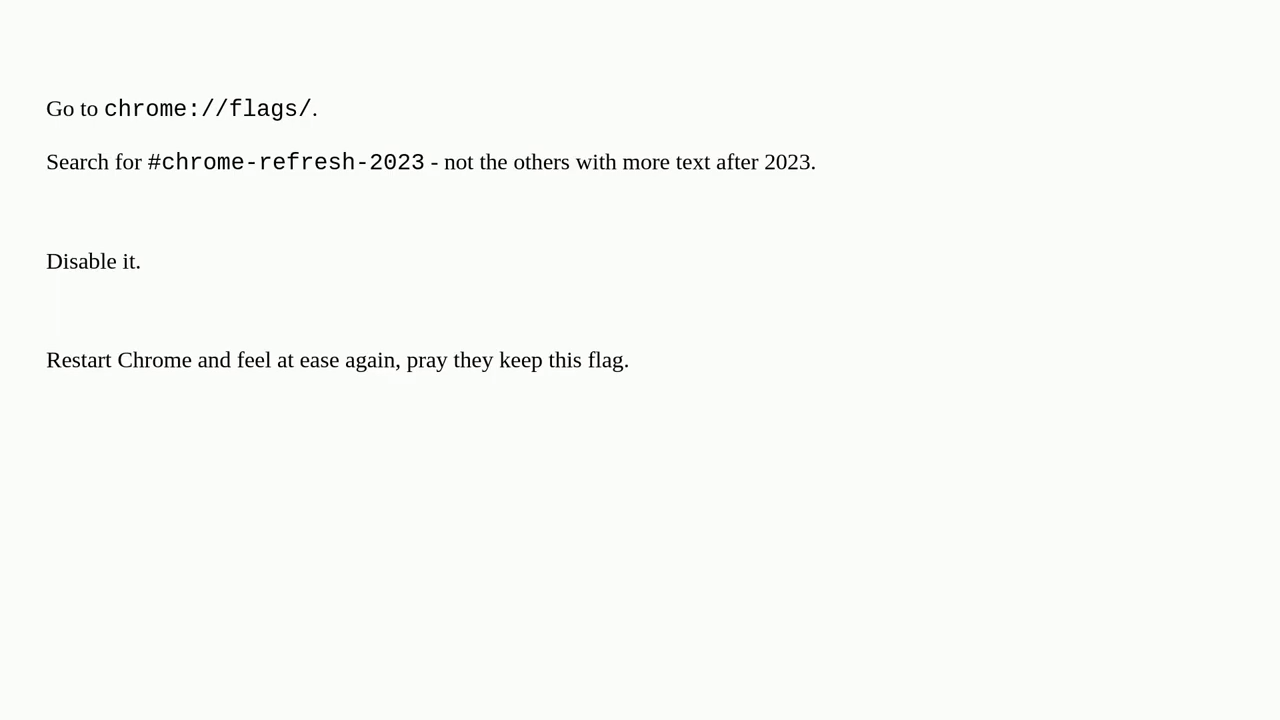 Go to chrome://flags/.
Search for #chrome-refresh-2023 - not the others with more text after 2023.
Disable it.
Restart Chrome and feel at ease again, pray they keep this flag.